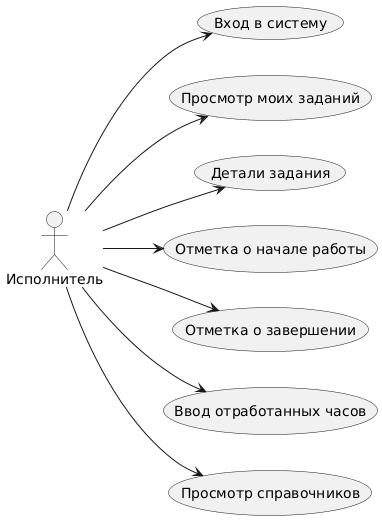 Вход в систему
Просмотр моих заданий
Детали задания
Отметка о начале работы
Исполнитель
Отметка о завершении
Ввод отработанных часов
Просмотр справочников